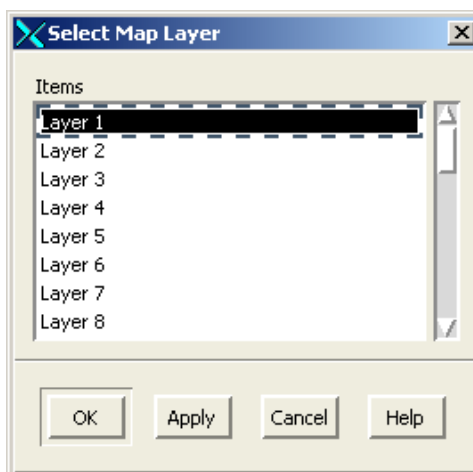 Select Map Layer
Items
Layer 1
Layer 2
Layer 3
Layer 4
Layer 5
Layer 6
Layer 7
Layer 8
OK Apply Cancel Help